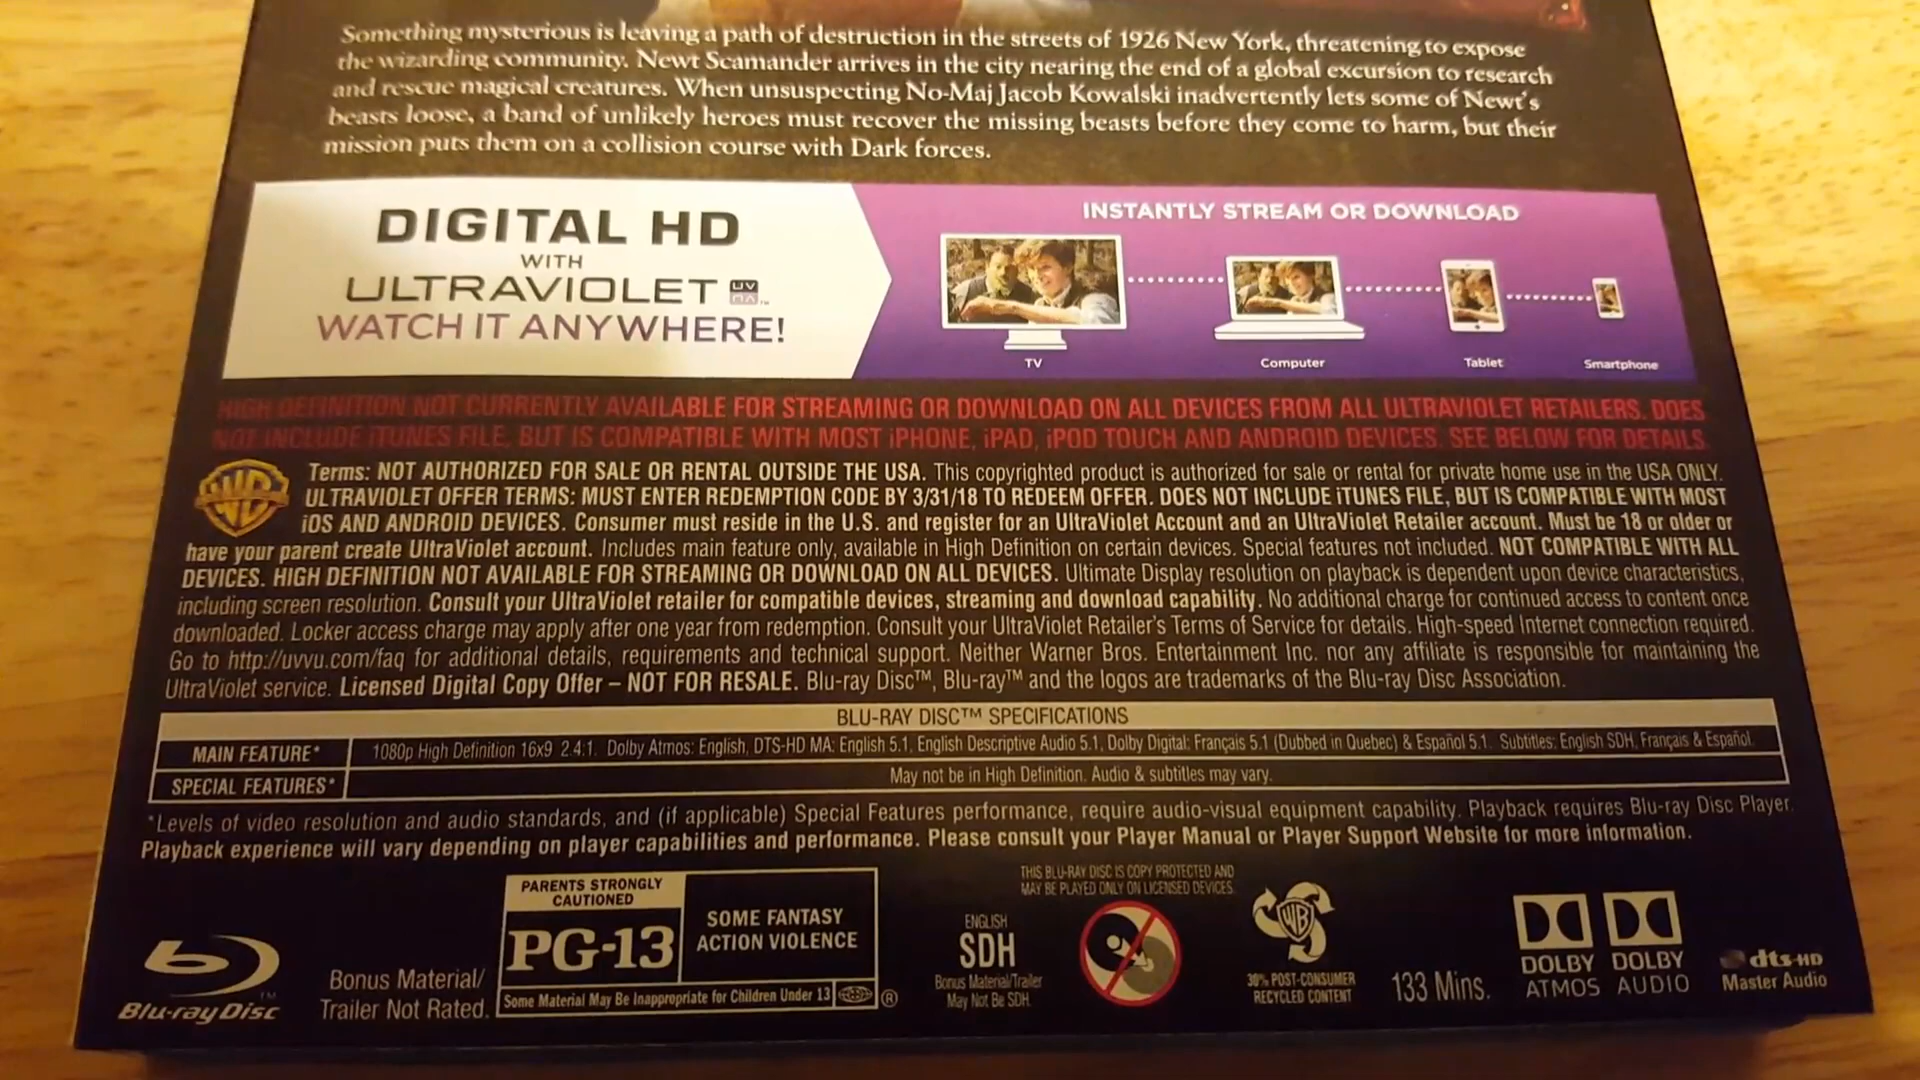 Something mysterious is leaving a path of destruction in the streets of 1926 New York, threatening to expose
the wizarding community. Newt Scamander arrives in the city nearing the end of a global excursion to research
and rescue magical creatures. When unsuspecting No-Maj Jacob Kowalski inadvertently lets some of Newt's
beasts loose, a band of unlikely heroes must recover the missing beasts before they come to harm, but their
mission puts them on a collision course with Dark forces.
DIGITAL HD
WITH
ULTRAVIOLET UV
WATCH IT ANYWHERE!
INSTANTLY STREAM OR DOWNLOAD
TV
Computer
Tablet
Smartphone
HIGH DEFINITION NOT CURRENTLY AVAILABLE FOR STREAMING OR DOWNLOAD ON ALL DEVICES FROM ALL ULTRAVIOLET RETAILERS. DOES
NOT INCLUDE iTUNES FILE, BUT IS COMPATIBLE WITH MOST iPHONE, iPAD, iPOD TOUCH AND ANDROID DEVICES. SEE BELOW FOR DETAILS.
WB
Terms: NOT AUTHORIZED FOR SALE OR RENTAL OUTSIDE THE USA. This copyrighted product is authorized for sale or rental for private home use in the USA ONLY.
ULTRAVIOLET OFFER TERMS: MUST ENTER REDEMPTION CODE BY 3/31/18 TO REDEEM OFFER. DOES NOT INCLUDE iTUNES FILE, BUT IS COMPATIBLE WITH MOST
iOS AND ANDROID DEVICES. Consumer must reside in the U.S. and register for an UltraViolet Account and an UltraViolet Retailer account. Must be 18 or older or
have your parent create UltraViolet account. Includes main feature only, available in High Definition on certain devices. Special features not included. NOT COMPATIBLE WITH ALL
DEVICES. HIGH DEFINITION NOT AVAILABLE FOR STREAMING OR DOWNLOAD ON ALL DEVICES. Ultimate Display resolution on playback is dependent upon device characteristics,
including screen resolution. Consult your UltraViolet retailer for compatible devices, streaming and download capability. No additional charge for continued access to content once
downloaded. Locker access charge may apply after one year from redemption. Consult your UltraViolet Retailer's Terms of Service for details. High-speed Internet connection required.
Go to http://uvvu.com/faq for additional details, requirements and technical support. Neither Warner Bros. Entertainment Inc. nor any affiliate is responsible for maintaining the
UltraViolet service. Licensed Digital Copy Offer – NOT FOR RESALE. Blu-ray Disc™, Blu-ray™ and the logos are trademarks of the Blu-ray Disc Association.
BLU-RAY DISC™ SPECIFICATIONS
MAIN FEATURE* 1080p High Definition 16x9 2.4:1. Dolby Atmos: English, DTS-HD MA: English 5.1, English Descriptive Audio 5.1, Dolby Digital: Français 5.1 (Dubbed in Quebec) & Español 5.1. Subtitles: English SDH, Français & Español.
SPECIAL FEATURES* May not be in High Definition. Audio & subtitles may vary.
*Levels of video resolution and audio standards, and (if applicable) Special Features performance, require audio-visual equipment capability. Playback requires Blu-ray Disc Player.
Playback experience will vary depending on player capabilities and performance. Please consult your Player Manual or Player Support Website for more information.
Blu-ray Disc™
Bonus Material/
Trailer Not Rated.
PARENTS STRONGLY
CAUTIONED
PG-13
SOME FANTASY
ACTION VIOLENCE
Some Material May Be Inappropriate for Children Under 13 ®
THIS BLU-RAY DISC IS COPY PROTECTED AND
MAY BE PLAYED ONLY ON LICENSED DEVICES.
ENGLISH
SDH
Bonus Material/Trailer
May Not Be SDH.
WB
30% POST-CONSUMER
RECYCLED CONTENT
133 Mins.
DOLBY
ATMOS
DOLBY
AUDIO
dts-HD
Master Audio